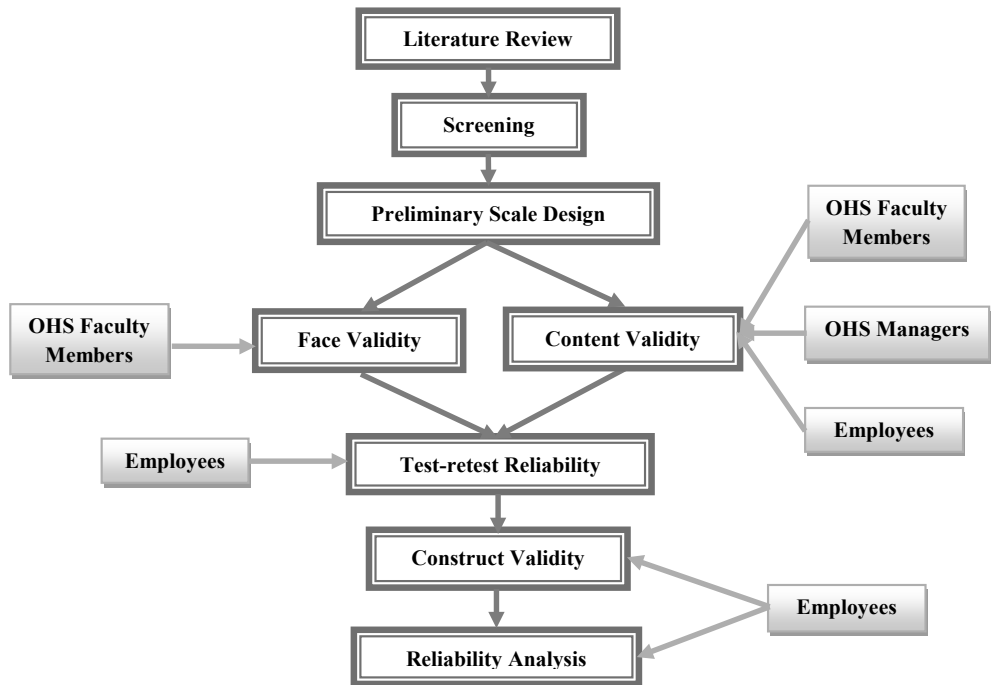 Literature Review
Screening
Preliminary Scale Design
OHS Faculty
Members
OHS Faculty
Members
Face Validity
Content Validity
OHS Managers
Employees
Employees
Test-retest Reliability
Construct Validity
Employees
Reliability Analysis